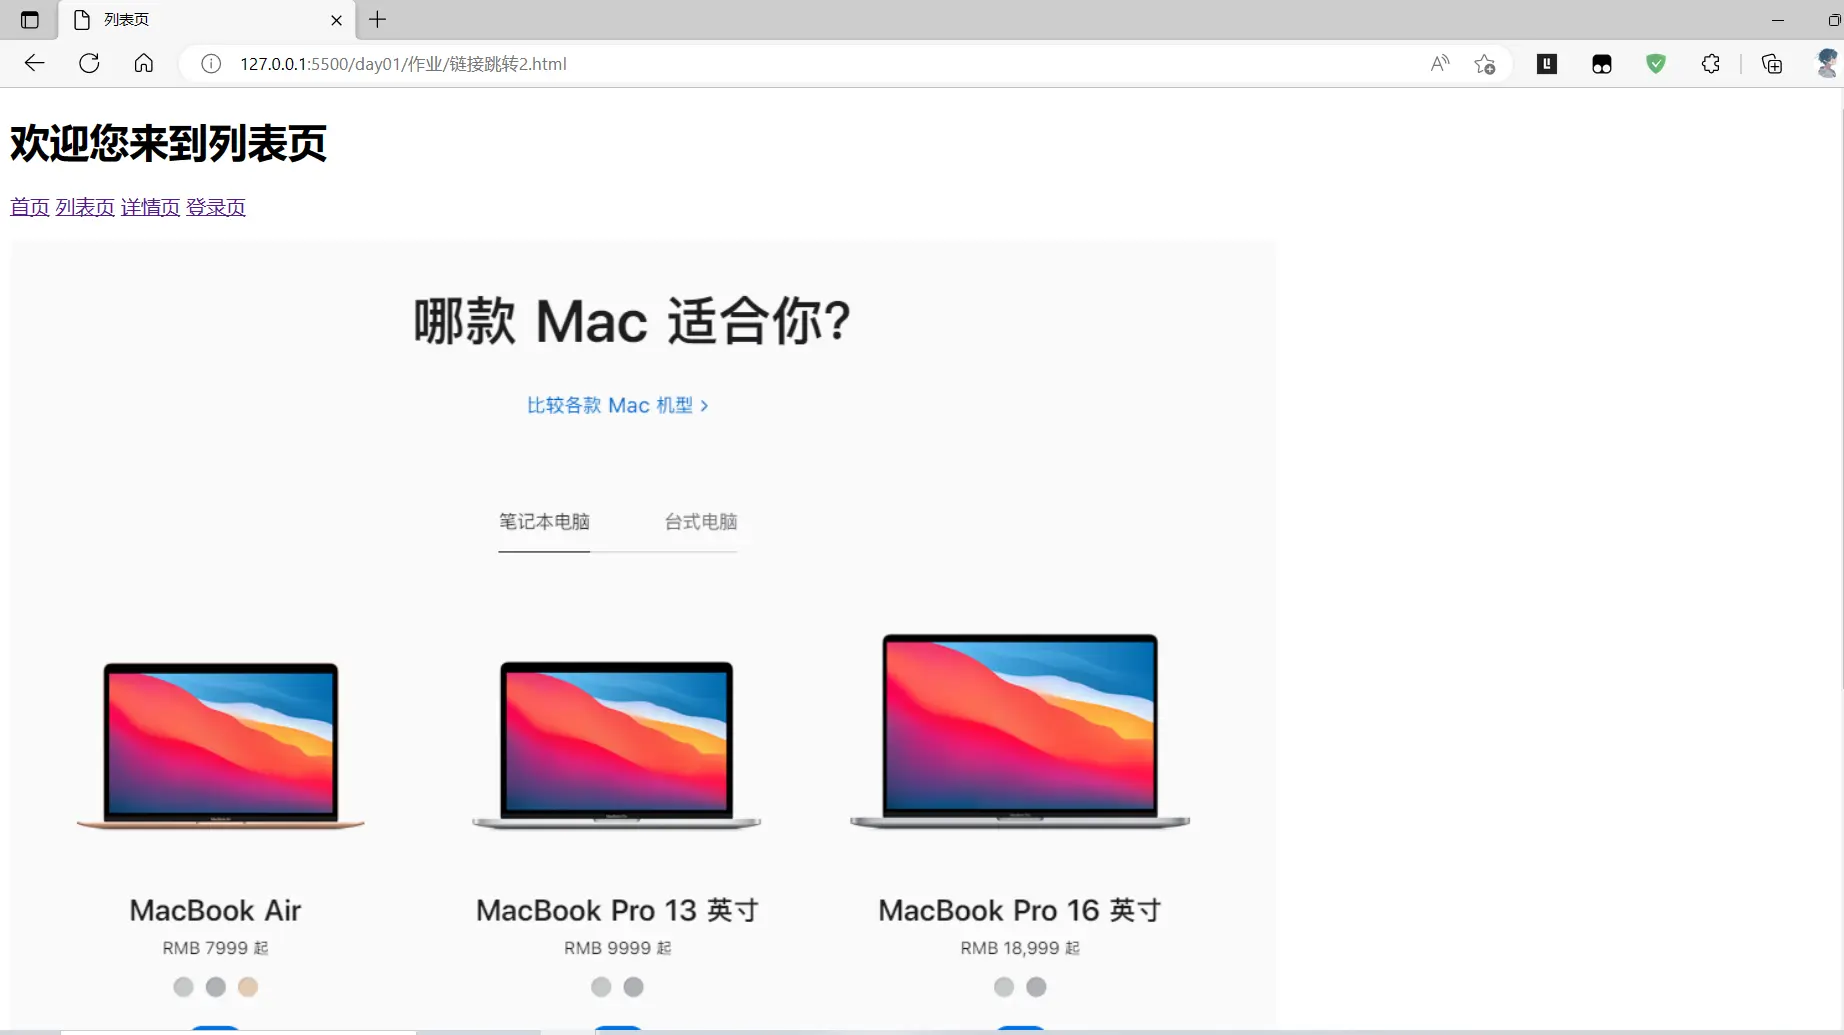 列表页
127.0.0.1:5500/day01/作业/链接跳转2.html
欢迎您来到列表页
首页 列表页 详情页 登录页
哪款 Mac 适合你?
比较各款 Mac 机型 >
笔记本电脑 台式电脑
MacBook Air MacBook Pro 13 英寸 MacBook Pro 16 英寸
RMB 7999 起 RMB 9999 起 RMB 18,999 起